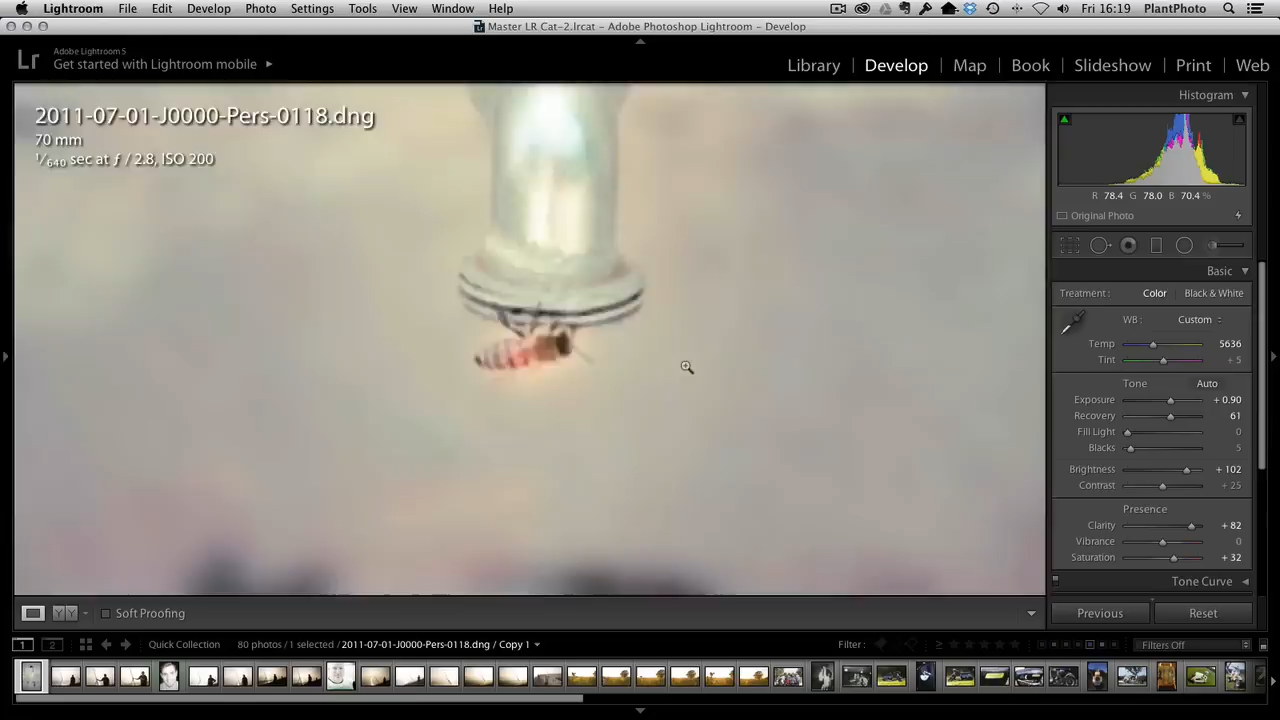 Lightroom File Edit Develop Photo Settings Tools View Window Help Fri 16:19 PlantPhoto
Master LR Cat-2.lrcat – Adobe Photoshop Lightroom – Develop
Lr
Adobe Lightroom 5
Get started with Lightroom mobile
Library Develop Map Book Slideshow Print Web
2011-07-01-J0000-Pers-0118.dng
70 mm
1/640 sec at ƒ / 2.8, ISO 200
Histogram
R 78.4 G 78.0 B 70.4 %
Original Photo
Basic
Treatment : Color Black & White
WB : Custom
Temp 5636
Tint + 5
Tone Auto
Exposure + 0.90
Recovery 61
Fill Light 0
Blacks 5
Brightness + 102
Contrast + 25
Presence
Clarity + 82
Vibrance 0
Saturation + 32
Tone Curve
YY Soft Proofing
Previous Reset
1 2 Quick Collection 80 photos / 1 selected / 2011-07-01-J0000-Pers-0118.dng / Copy 1 Filter : ≥ Filters Off